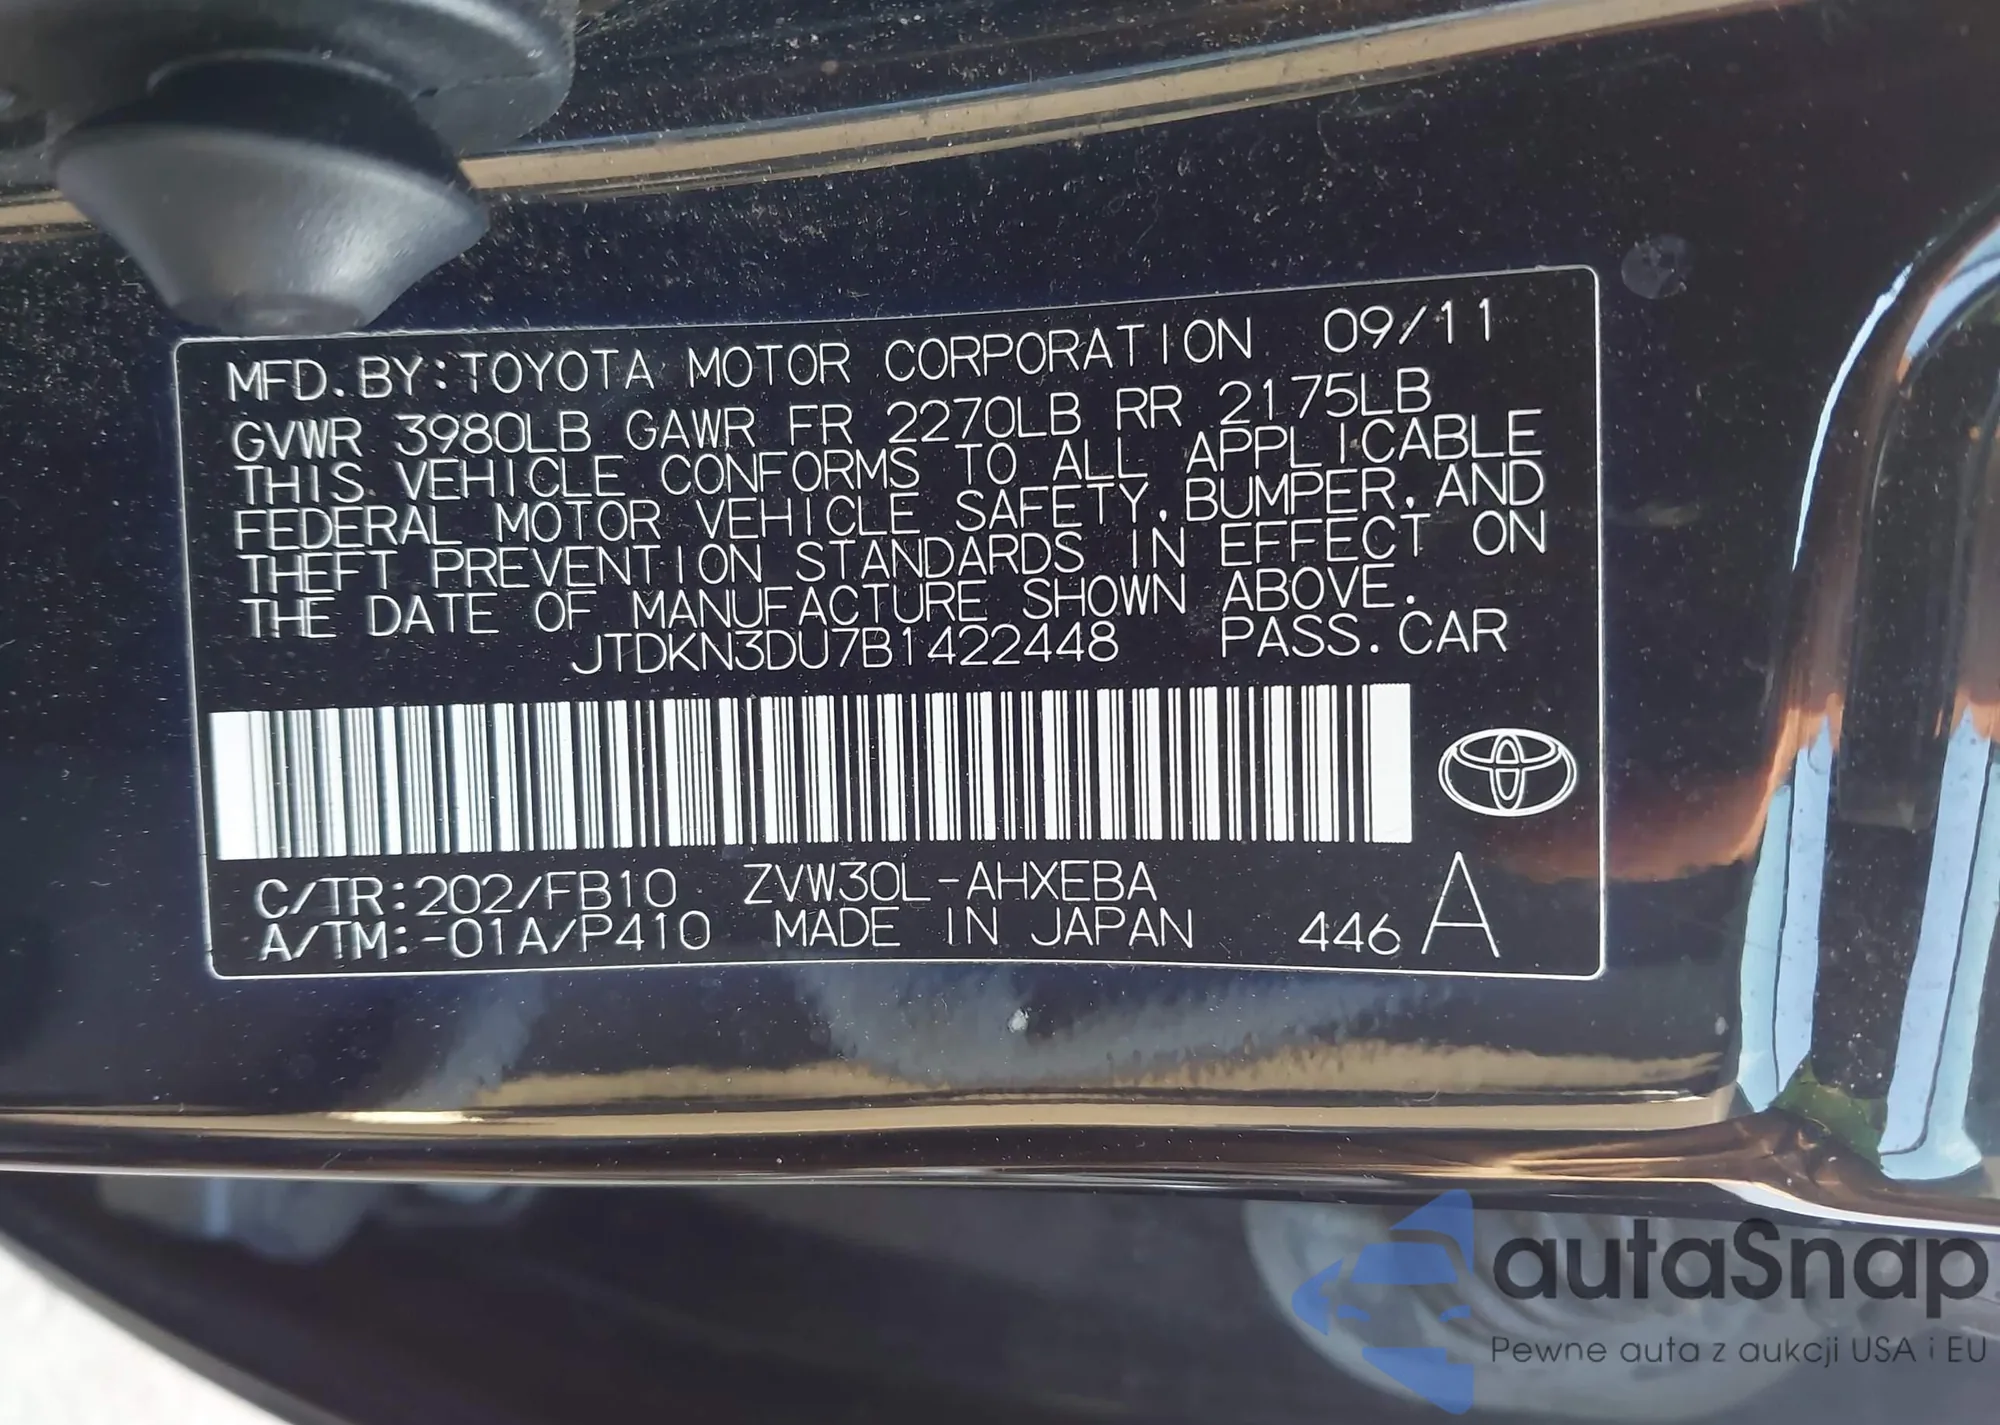 MFD.BY:TOYOTA MOTOR CORPORATION 09/11
GVWR 3980LB GAWR FR 2270LB RR 2175LB
THIS VEHICLE CONFORMS TO ALL APPLICABLE
FEDERAL MOTOR VEHICLE SAFETY, BUMPER, AND
THEFT PREVENTION STANDARDS IN EFFECT ON
THE DATE OF MANUFACTURE SHOWN ABOVE.
JTDKN3DU7B1422448 PASS.CAR
C/TR:202/FB10 ZVW30L-AHXEBA
A/TM:-01A/P410 MADE IN JAPAN 446 A
autaSnap
Pewne auta z aukcji USA i EU